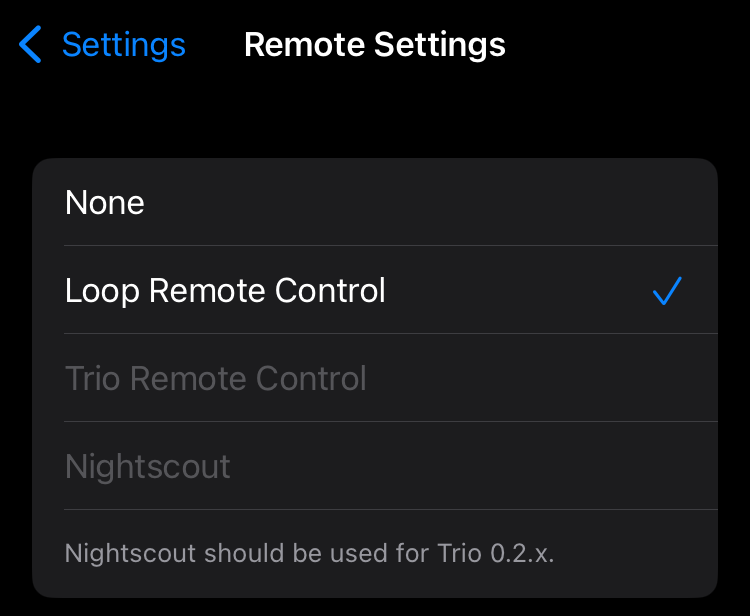 Settings
Remote Settings
None
Loop Remote Control
Trio Remote Control
Nightscout
Nightscout should be used for Trio 0.2.x.